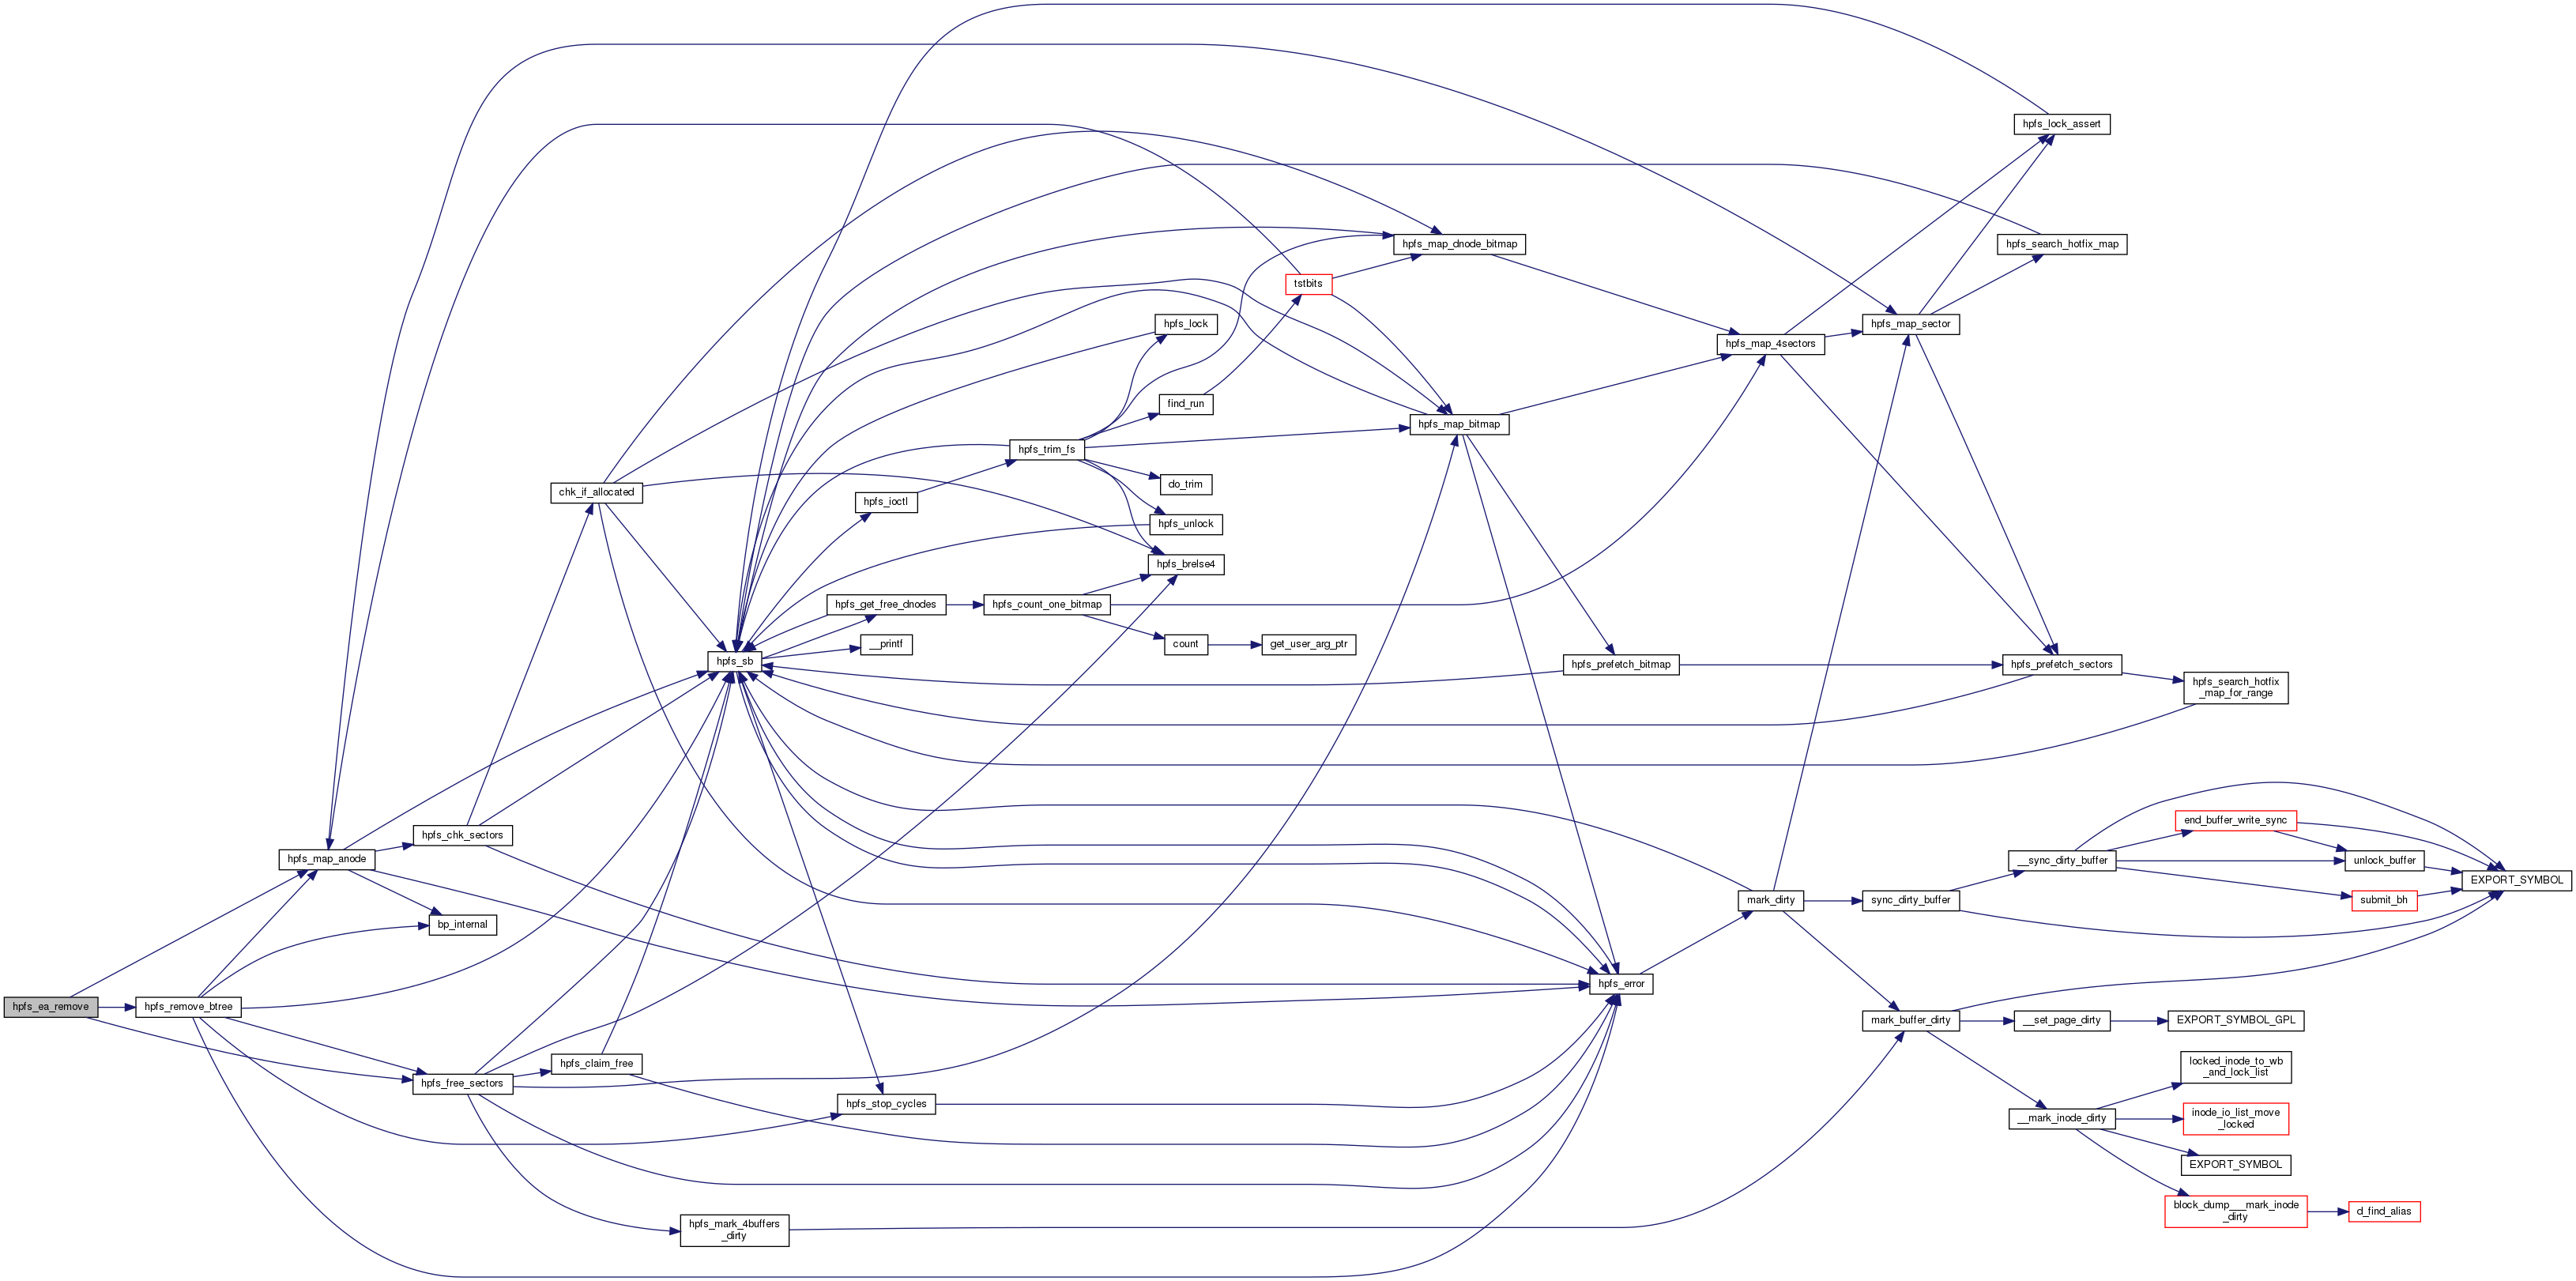 hpfs_ea_remove
hpfs_remove_btree
hpfs_map_anode
hpfs_chk_sectors
bp_internal
hpfs_free_sectors
chk_if_allocated
hpfs_claim_free
hpfs_sb
hpfs_mark_4buffers
_dirty
hpfs_ioctl
hpfs_get_free_dnodes
__printf
hpfs_stop_cycles
hpfs_trim_fs
hpfs_count_one_bitmap
hpfs_lock
find_run
do_trim
hpfs_unlock
hpfs_brelse4
count
tstbits
get_user_arg_ptr
hpfs_map_dnode_bitmap
hpfs_map_bitmap
hpfs_prefetch_bitmap
hpfs_error
hpfs_map_4sectors
mark_dirty
hpfs_map_sector
sync_dirty_buffer
mark_buffer_dirty
hpfs_lock_assert
hpfs_search_hotfix_map
hpfs_prefetch_sectors
__sync_dirty_buffer
__set_page_dirty
__mark_inode_dirty
hpfs_search_hotfix
_map_for_range
end_buffer_write_sync
unlock_buffer
submit_bh
EXPORT_SYMBOL
EXPORT_SYMBOL_GPL
locked_inode_to_wb
_and_lock_list
inode_io_list_move
_locked
EXPORT_SYMBOL
block_dump___mark_inode
_dirty
d_find_alias